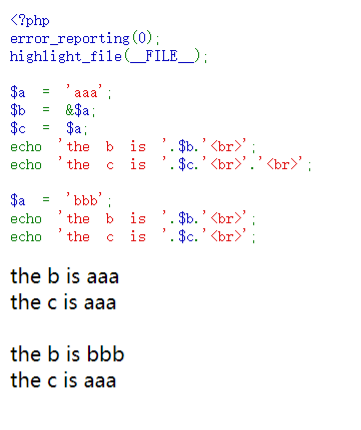 <?php
error_reporting(0);
highlight_file(__FILE__);

$a = 'aaa';
$b = &$a;
$c = $a;
echo 'the b is '.$b.'<br>';
echo 'the c is '.$c.'<br>'.'<br>';

$a = 'bbb';
echo 'the b is '.$b.'<br>';
echo 'the c is '.$c.'<br>';

the b is aaa
the c is aaa

the b is bbb
the c is aaa